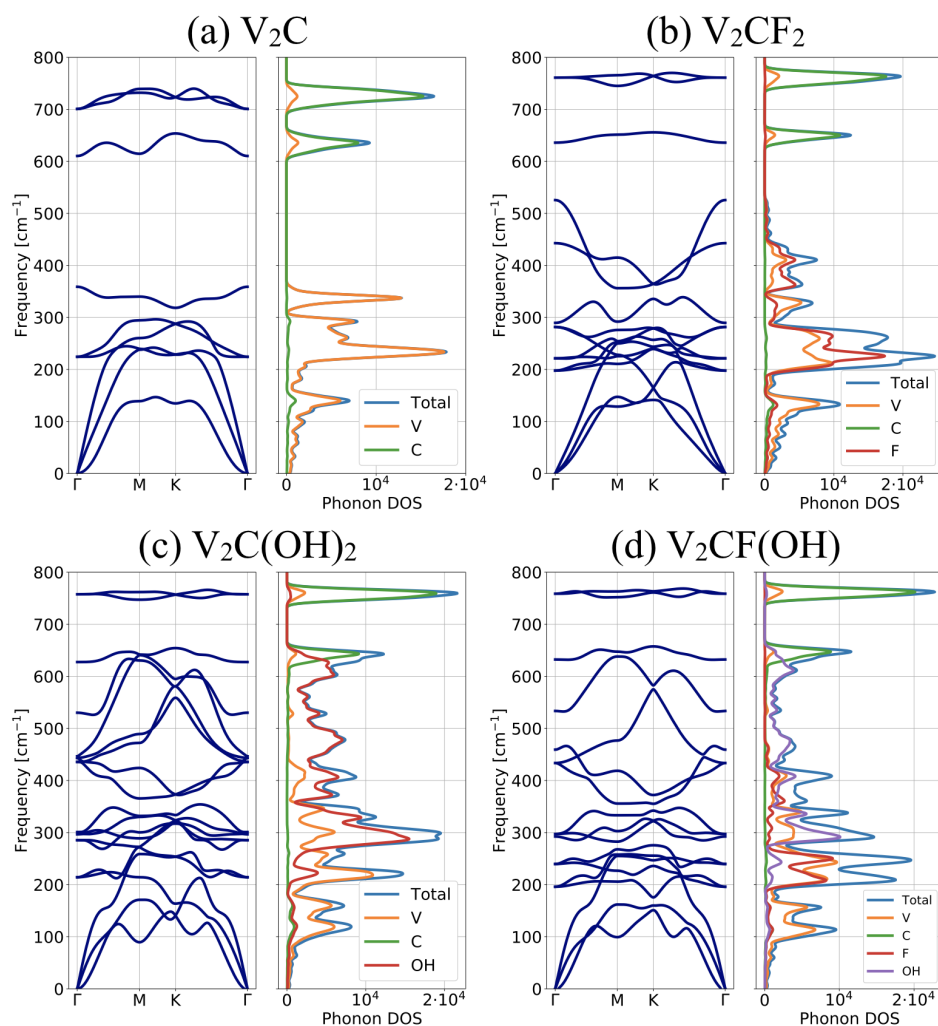 (a) V₂C
(b) V₂CF₂
800
700
600
500
400
300
200
100
0
Frequency [cm⁻¹]
Γ
M
K
Γ
Total
V
C
0
10⁴
2·10⁴
Phonon DOS
800
700
600
500
400
300
200
100
0
Frequency [cm⁻¹]
Γ
M
K
Γ
Total
V
C
F
0
10⁴
2·10⁴
Phonon DOS
(c) V₂C(OH)₂
(d) V₂CF(OH)
800
700
600
500
400
300
200
100
0
Frequency [cm⁻¹]
Γ
M
K
Γ
Total
V
C
OH
0
10⁴
2·10⁴
Phonon DOS
800
700
600
500
400
300
200
100
0
Frequency [cm⁻¹]
Γ
M
K
Γ
Total
V
C
F
OH
0
10⁴
2·10⁴
Phonon DOS